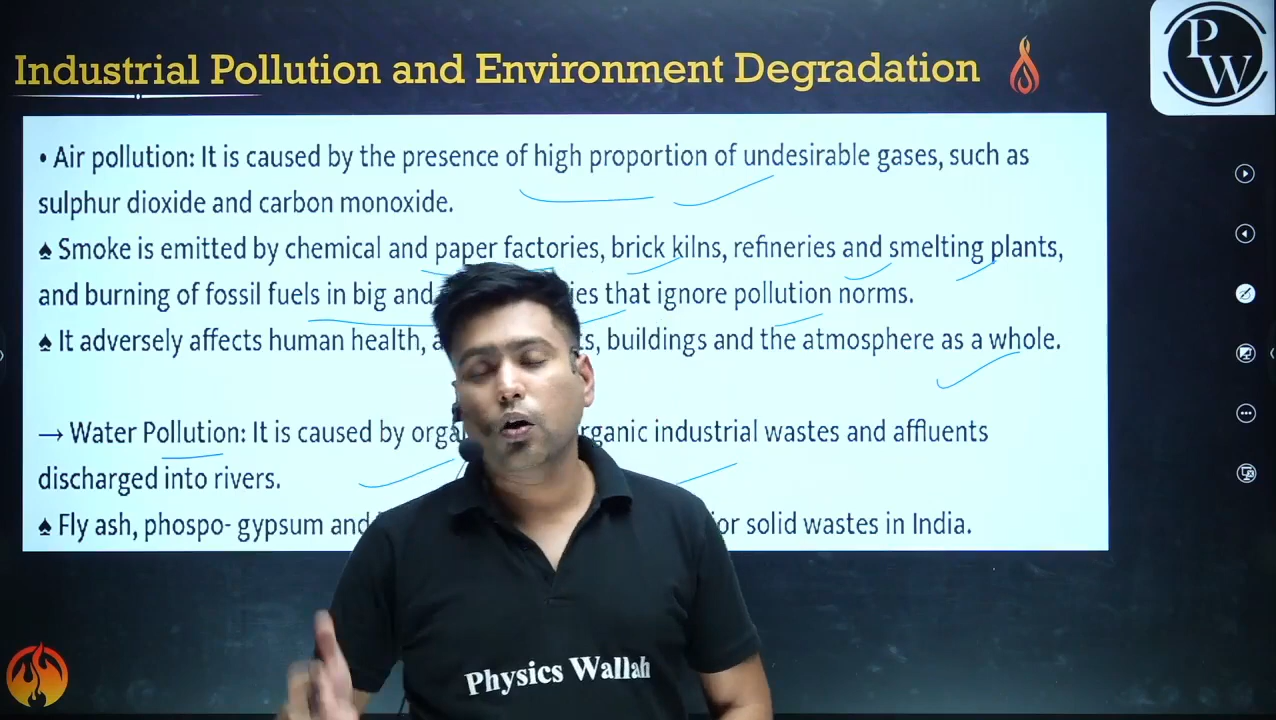 Industrial Pollution and Environment Degradation
PW
• Air pollution: It is caused by the presence of high proportion of undesirable gases, such as
sulphur dioxide and carbon monoxide.
♠ Smoke is emitted by chemical and paper factories, brick kilns, refineries and smelting plants,
and burning of fossil fuels in big and that ignore pollution norms.
♠ It adversely affects human health, buildings and the atmosphere as a whole.
→ Water Pollution: It is caused by industrial wastes and affluents
discharged into rivers.
♠ Fly ash, phospo- gypsum and solid wastes in India.
Physics Wallah